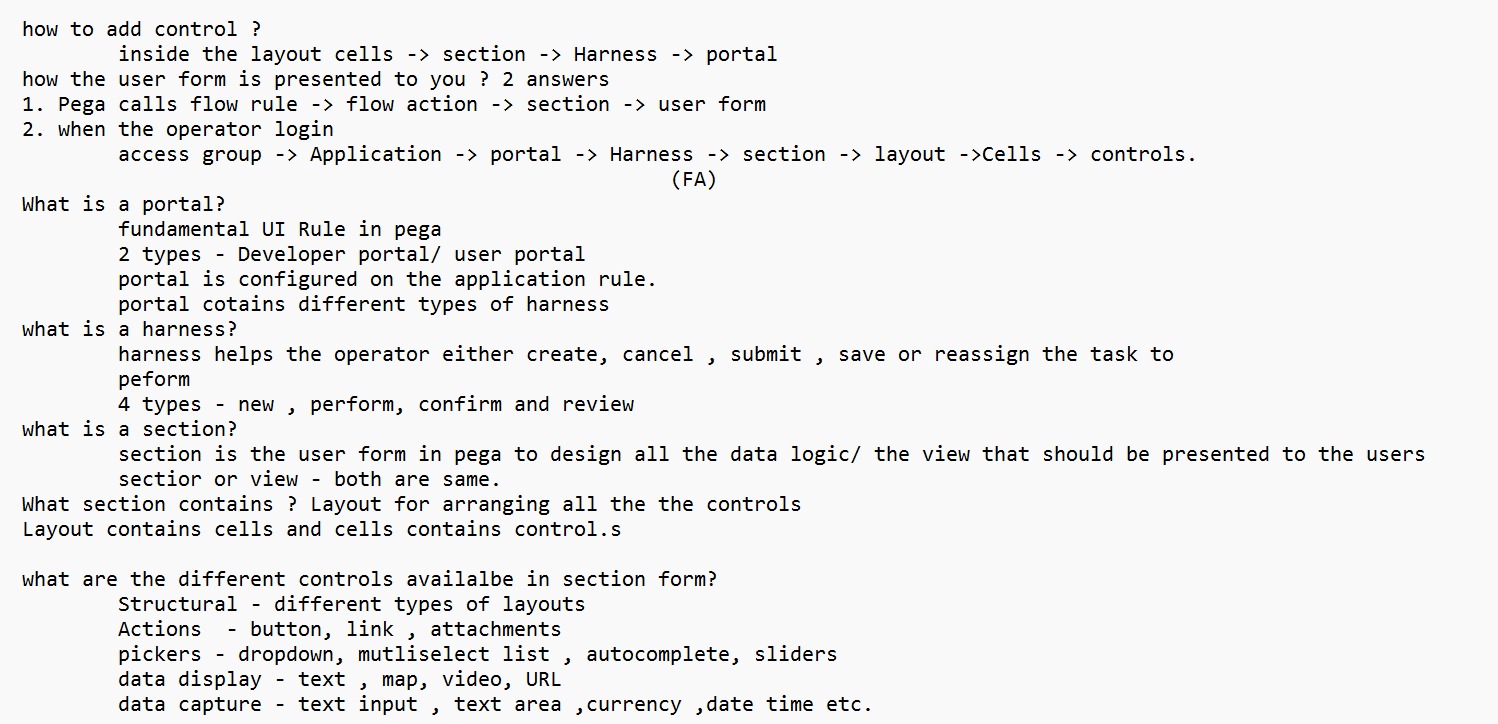 how to add control ?
inside the layout cells -> section -> Harness -> portal
how the user form is presented to you ? 2 answers
1. Pega calls flow rule -> flow action -> section -> user form
2. when the operator login
access group -> Application -> portal -> Harness -> section -> layout ->Cells -> controls.
(FA)
What is a portal?
fundamental UI Rule in pega
2 types - Developer portal/ user portal
portal is configured on the application rule.
portal cotains different types of harness
what is a harness?
harness helps the operator either create, cancel , submit , save or reassign the task to
peform
4 types - new , perform, confirm and review
what is a section?
section is the user form in pega to design all the data logic/ the view that should be presented to the users
sectior or view - both are same.
What section contains ? Layout for arranging all the the controls
Layout contains cells and cells contains control.s
what are the different controls availalbe in section form?
Structural - different types of layouts
Actions  - button, link , attachments
pickers - dropdown, mutliselect list , autocomplete, sliders
data display - text , map, video, URL
data capture - text input , text area ,currency ,date time etc.